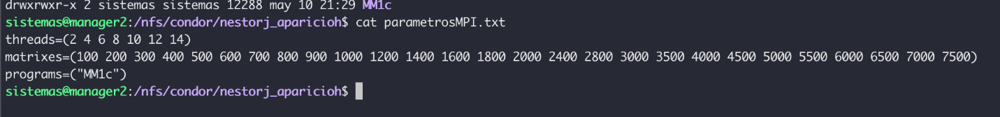 drwxrwxr-x 2 sistemas sistemas 12288 may 10 21:29 MM1c
sistemas@manager2:/nfs/condor/nestorj_aparicioh$ cat parametrosMPI.txt
threads=(2 4 6 8 10 12 14)
matrixes=(100 200 300 400 500 600 700 800 900 1000 1200 1400 1600 1800 2000 2400 2800 3000 3500 4000 4500 5000 5500 6000 6500 7000 7500)
programs=("MM1c")
sistemas@manager2:/nfs/condor/nestorj_aparicioh$